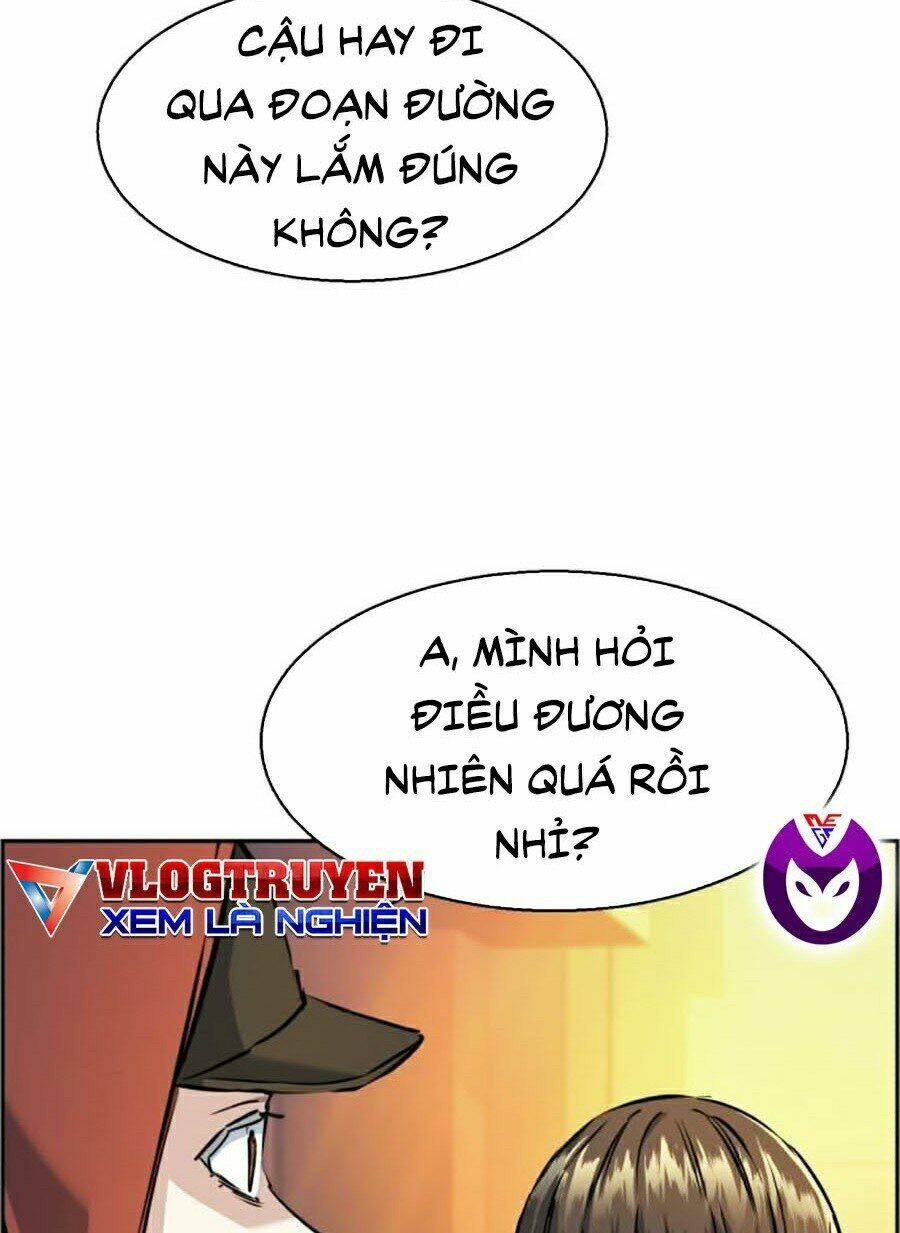 CẬU HAY ĐI
QUA ĐOẠN ĐƯỜNG
NÀY LẮM ĐÚNG
KHÔNG?
A, MÌNH HỎI
ĐIỀU ĐƯƠNG
NHIÊN QUÁ RỒI
NHỈ?
VLOGTRUYEN
XEM LÀ NGHIỆN